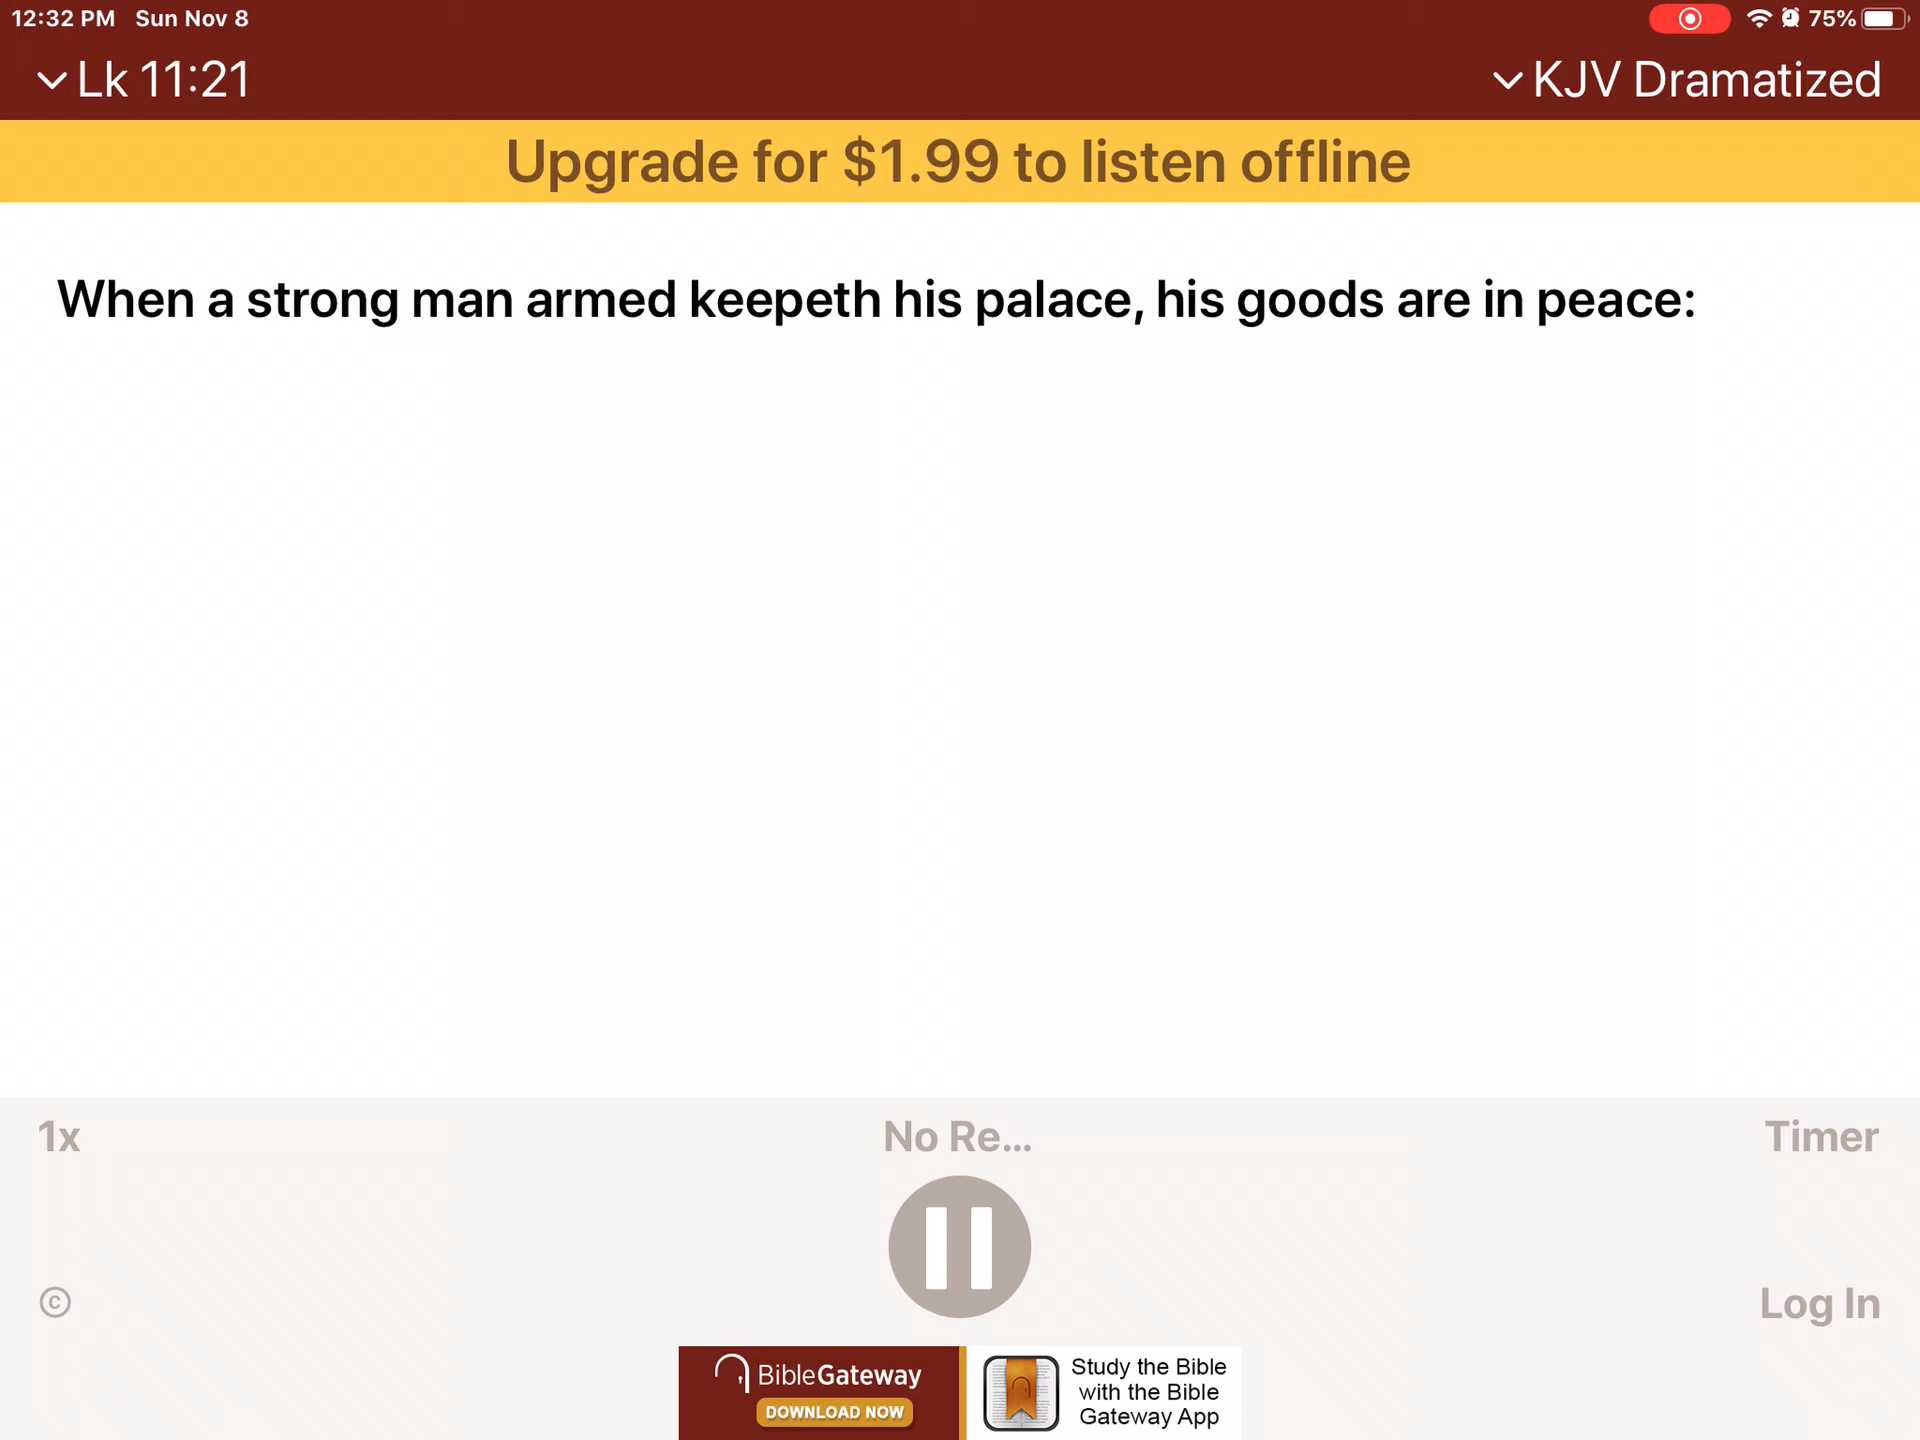 12:32 PM Sun Nov 8 75%
Lk 11:21 KJV Dramatized
Upgrade for $1.99 to listen offline
When a strong man armed keepeth his palace, his goods are in peace:
1x No Re... Timer
© Log In
BibleGateway
DOWNLOAD NOW
Study the Bible
with the Bible
Gateway App